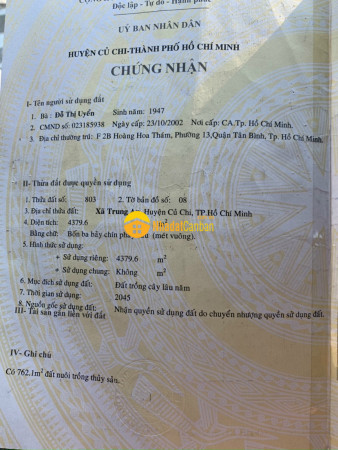 Độc lập - Tự do - Hạnh phúc
UỶ BAN NHÂN DÂN
HUYỆN CỦ CHI-THÀNH PHỐ HỒ CHÍ MINH
CHỨNG NHẬN
I- Tên người sử dụng đất
1. Bà : Đỗ Thị Uyển Sinh năm: 1947
2. CMND số: 023185938 Ngày cấp: 23/10/2002 Nơi cấp: CA.Tp. Hồ Chí Minh.
3. Địa chỉ thường trú: F 2B Hoàng Hoa Thám, Phường 13,Quận Tân Bình, Tp. Hồ Chí Minh.
II- Thửa đất được quyền sử dụng
1. Thửa đất số: 803 2. Tờ bản đồ số: 08
3. Địa chỉ thửa đất: Xã Trung Huyện Củ Chi, TP.Hồ Chí Minh
4. Diện tích: 4379.6 m²
Nhadatcanban
Bằng chữ: Bốn ba bảy chín (mét vuông).
5. Hình thức sử dụng:
+ Sử dụng riêng: 4379.6 m²
+ Sử dụng chung: Không m²
6. Mục đích sử dụng đất: Đất trồng cây lâu năm
7. Thời gian sử dụng: 2045
8. Nguồn gốc sử dụng đất: Nhận quyền sử dụng đất do chuyển nhượng quyền sử dụng đất.
III- Tài sản gắn liền với đất
IV- Ghi chú
Có 762.1m² đất nuôi trồng thủy sản.